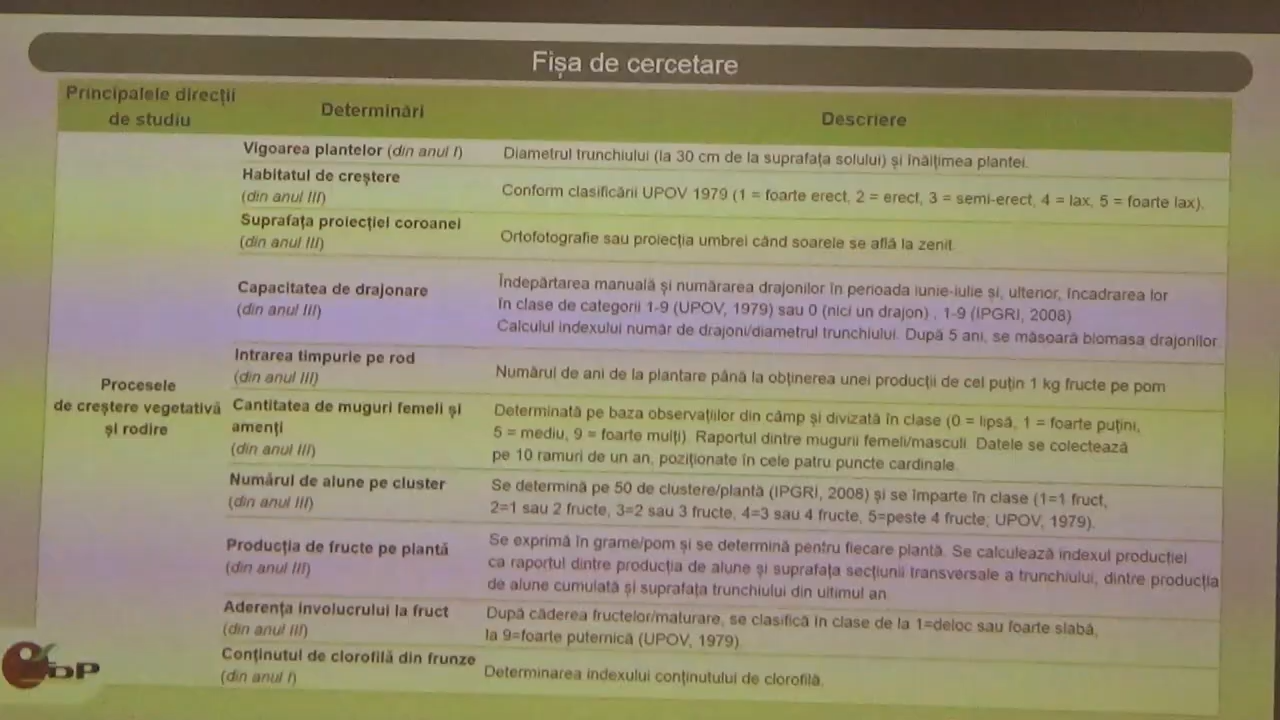 Fișa de cercetare
Principalele direcții
de studiu
Determinări
Descriere
Procesele
de creștere vegetativă
și rodire
Vigoarea plantelor (din anul I)
Diametrul trunchiului (la 30 cm de la suprafața solului) și înălțimea plantei.
Habitatul de creștere
(din anul III)
Conform clasificării UPOV 1979 (1 = foarte erect, 2 = erect, 3 = semi-erect, 4 = lax, 5 = foarte lax).
Suprafața proiecției coroanei
(din anul III)
Ortofotografie sau proiecția umbrei când soarele se află la zenit.
Capacitatea de drajonare
(din anul III)
Îndepărtarea manuală și numărarea drajonilor în perioada iunie-iulie și, ulterior, încadrarea lor
în clase de categorii 1-9 (UPOV, 1979) sau 0 (nici un drajon) , 1-9 (IPGRI, 2008)
Calculul indexului număr de drajoni/diametrul trunchiului. După 5 ani, se măsoară biomasa drajonilor.
Intrarea timpurie pe rod
(din anul III)
Numărul de ani de la plantare până la obținerea unei producții de cel puțin 1 kg fructe pe pom
Cantitatea de muguri femeli și
amenți
(din anul III)
Determinată pe baza observațiilor din câmp și divizată în clase (0 = lipsă, 1 = foarte puțini,
5 = mediu, 9 = foarte mulți). Raportul dintre mugurii femeli/masculi. Datele se colectează
pe 10 ramuri de un an, poziționate în cele patru puncte cardinale.
Numărul de alune pe cluster
(din anul III)
Se determină pe 50 de clustere/plantă (IPGRI, 2008) și se împarte în clase (1=1 fruct,
2=1 sau 2 fructe, 3=2 sau 3 fructe, 4=3 sau 4 fructe, 5=peste 4 fructe; UPOV, 1979).
Producția de fructe pe plantă
(din anul III)
Se exprimă în grame/pom și se determină pentru fiecare plantă. Se calculează indexul producției
ca raportul dintre producția de alune și suprafața secțiunii transversale a trunchiului, dintre producția
de alune cumulată și suprafața trunchiului din ultimul an.
Aderența involucrului la fruct
(din anul III)
După căderea fructelor/maturare, se clasifică în clase de la 1=deloc sau foarte slabă,
la 9=foarte puternică (UPOV, 1979).
Conținutul de clorofilă din frunze
(din anul I)
Determinarea indexului conținutului de clorofilă.